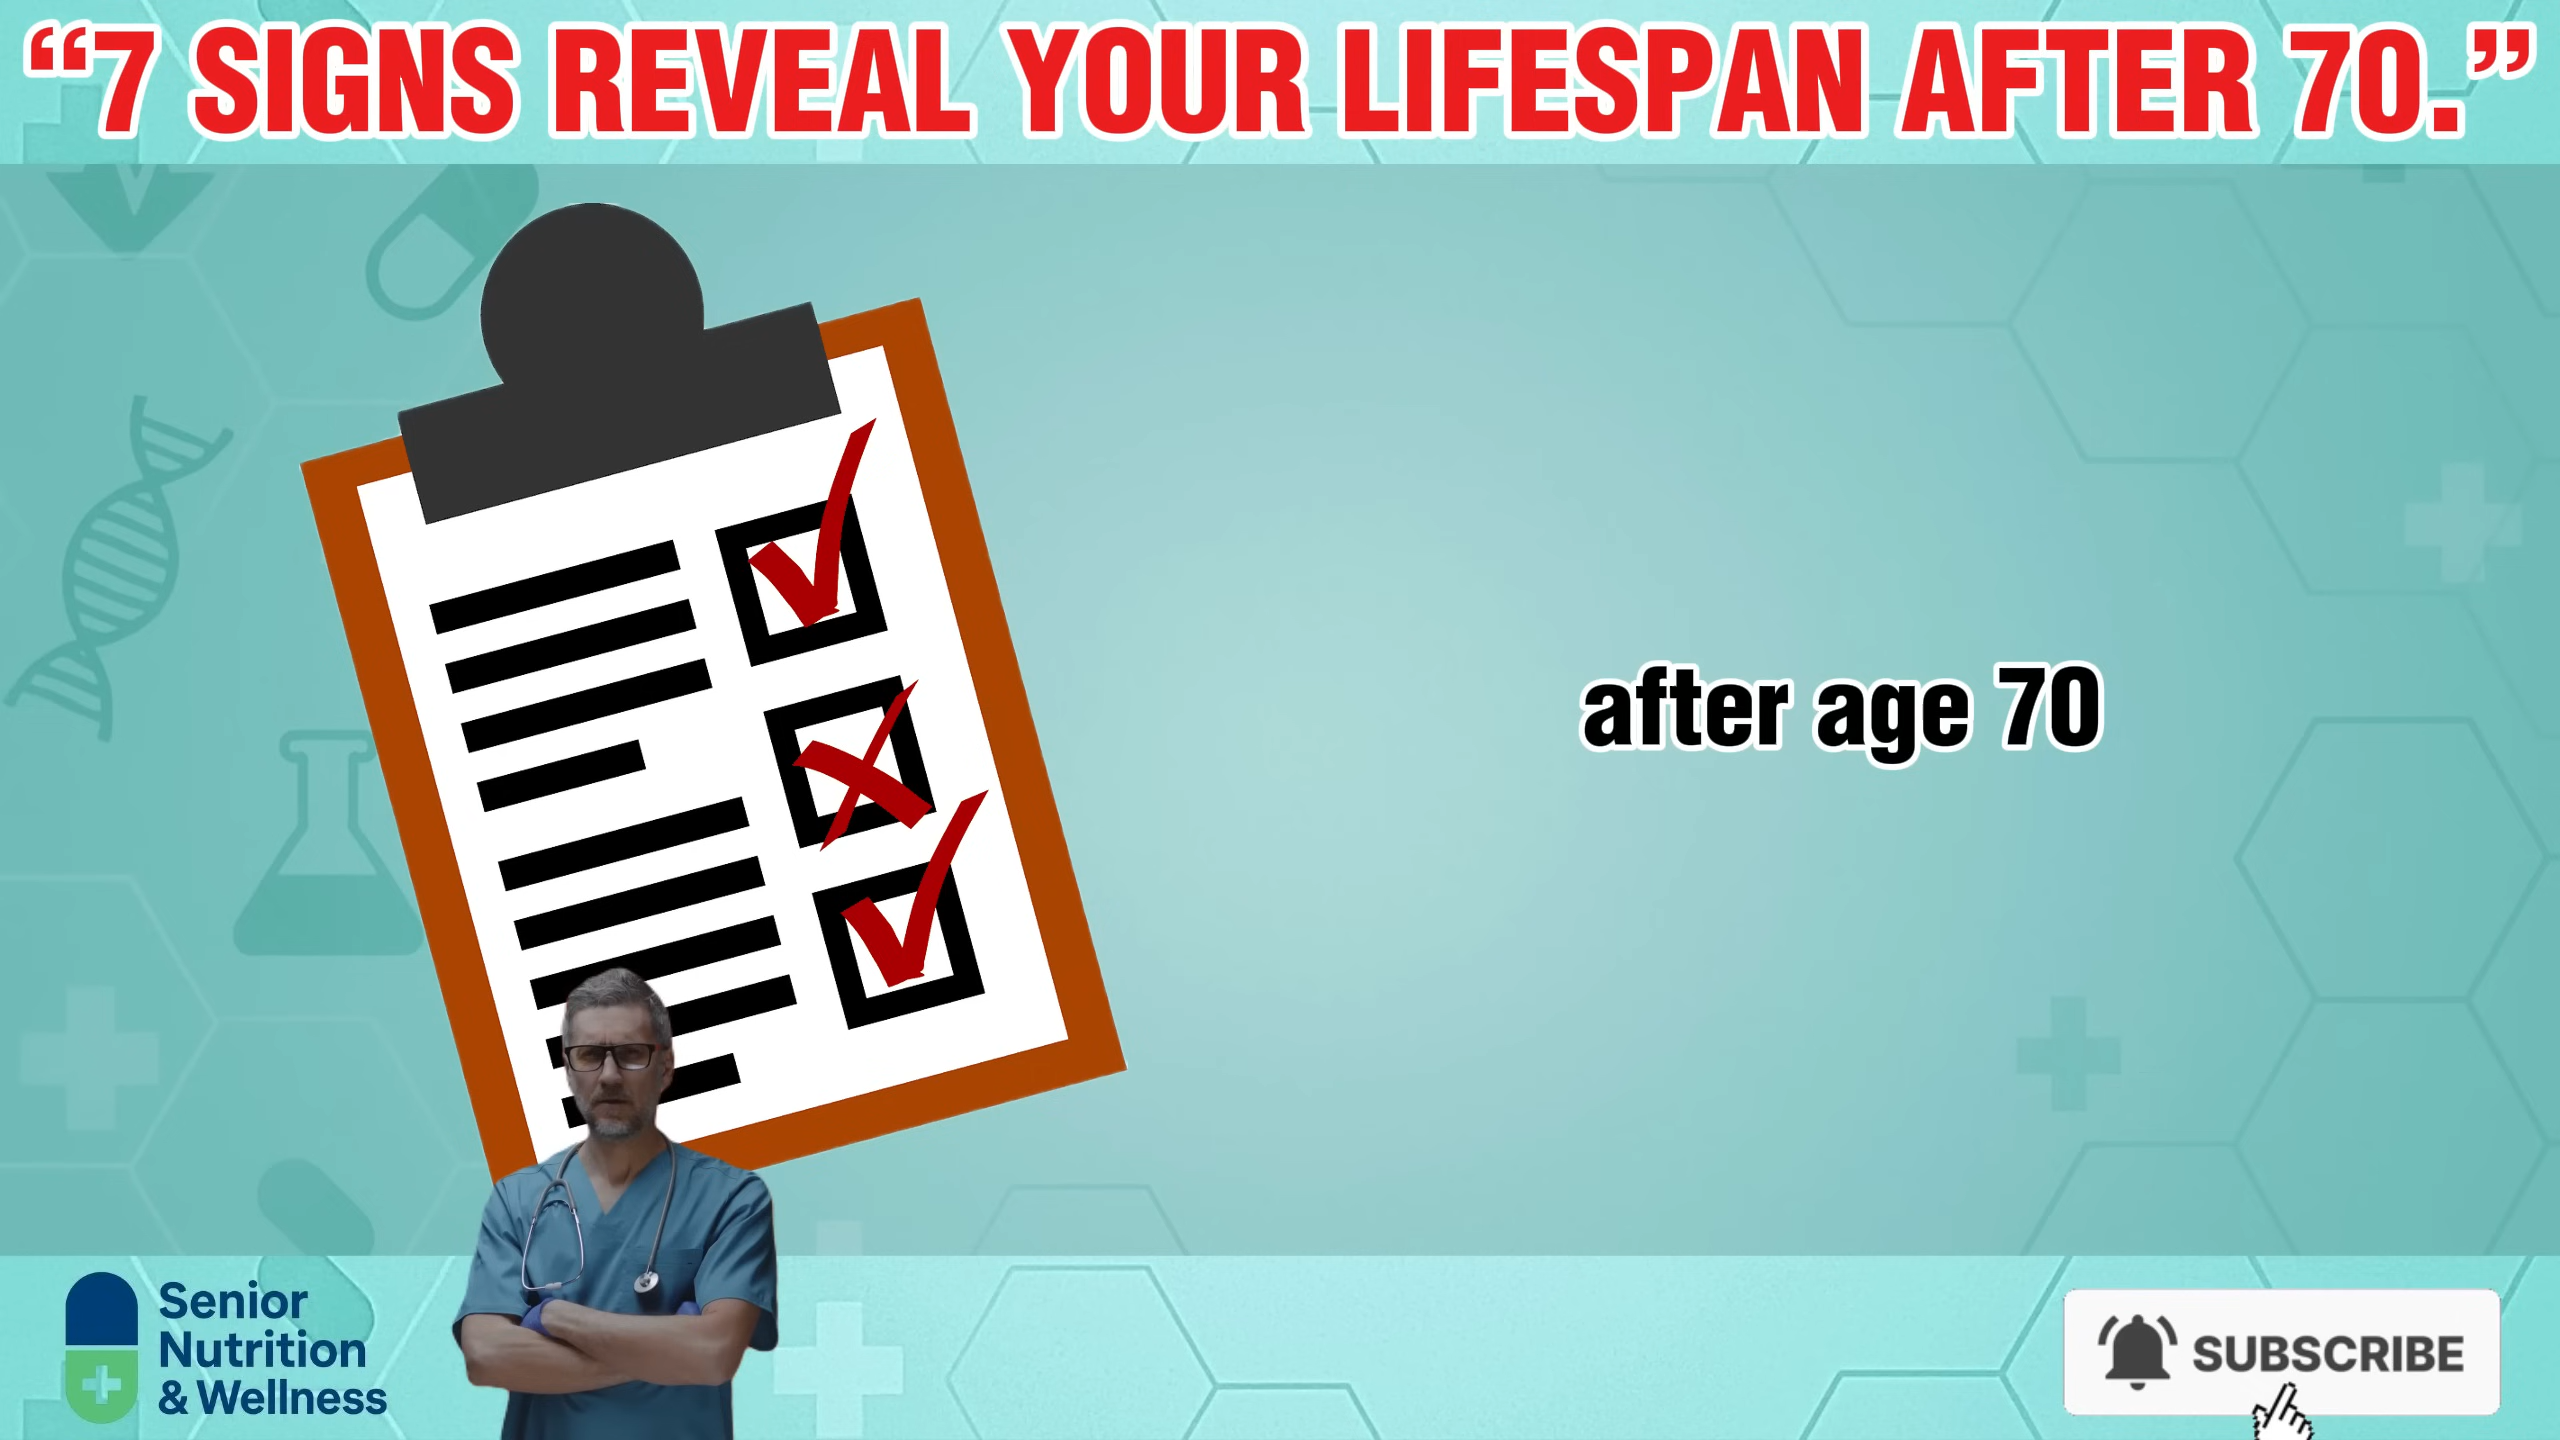 “7 SIGNS REVEAL YOUR LIFESPAN AFTER 70.”
after age 70
Senior
Nutrition
& Wellness
SUBSCRIBE